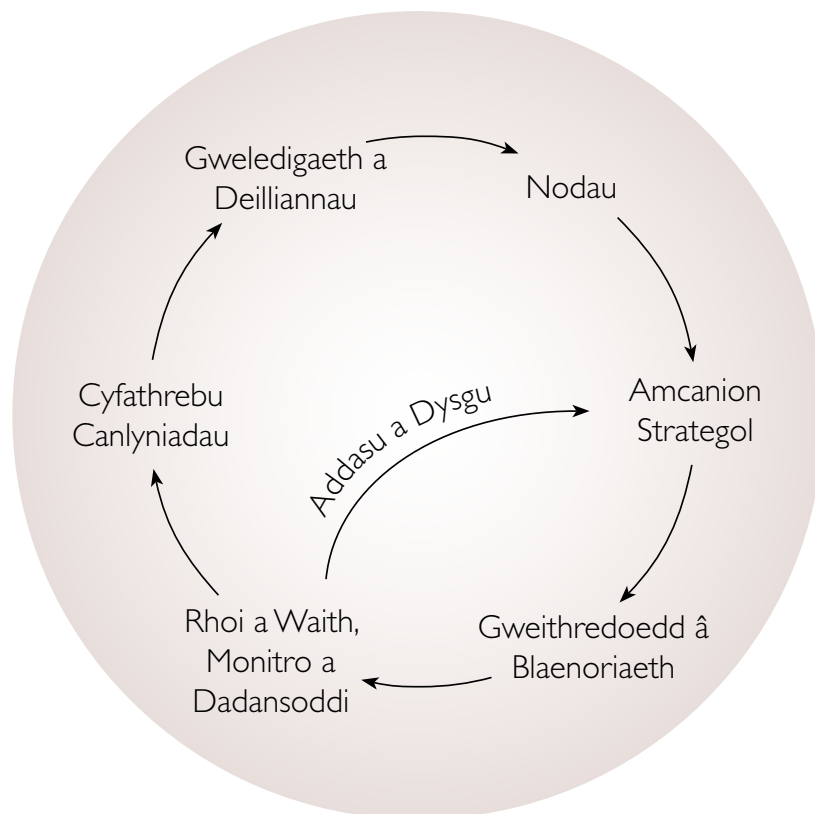 Gweledigaeth a
Deilliannau
Nodau
Amcanion
Strategol
Gweithredoedd â
Blaenoriaeth
Rhoi a Waith,
Monitro a
Dadansoddi
Cyfathrebu
Canlyniadau
Addasu a Dysgu